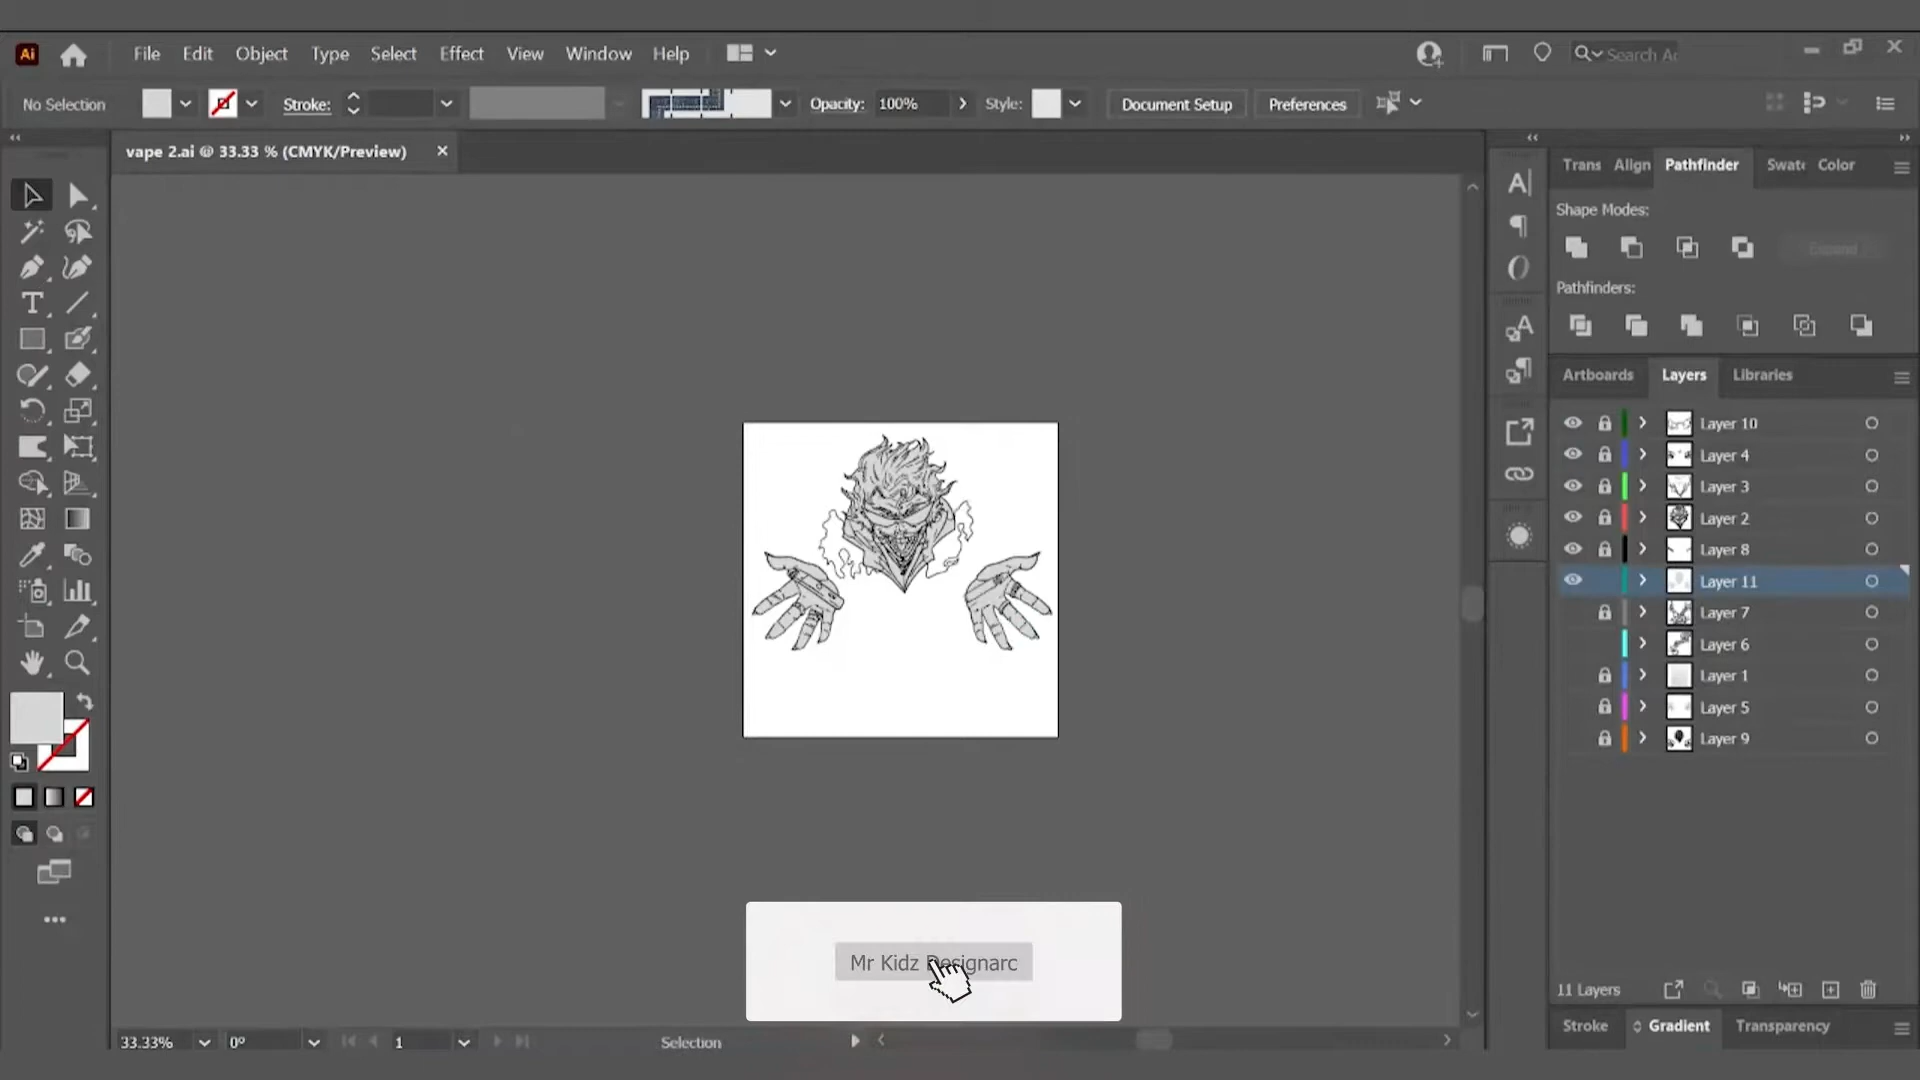 Ai File Edit Object Type Select Effect View Window Help
No Selection Stroke: Opacity: 100% Style: Document Setup Preferences
vape 2.ai @ 33.33 % (CMYK/Preview)
Trans Align Pathfinder Swatc Color
Shape Modes:
Expand
Pathfinders:
Artboards Layers Libraries
Layer 10
Layer 4
Layer 3
Layer 2
Layer 8
Layer 11
Layer 7
Layer 6
Layer 1
Layer 5
Layer 9
Mr Kidz Designarc
11 Layers
Stroke Gradient Transparency
33.33% 0° 1 Selection